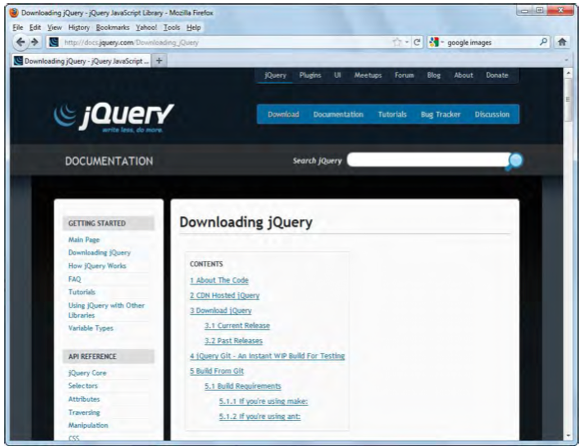 Downloading jQuery - jQuery JavaScript Library - Mozilla Firefox
File Edit View History Bookmarks Yahoo! Tools Help
http://docs.jquery.com/Downloading_jQuery
google images
Downloading jQuery - jQuery JavaScript ...
jQuery Plugins UI Meetups Forum Blog About Donate
jQuery
write less, do more.
Download Documentation Tutorials Bug Tracker Discussion
DOCUMENTATION
Search jQuery
GETTING STARTED
Main Page
Downloading jQuery
How jQuery Works
FAQ
Tutorials
Using jQuery with Other
Libraries
Variable Types
API REFERENCE
jQuery Core
Selectors
Attributes
Traversing
Manipulation
CSS
Downloading jQuery
CONTENTS
1 About The Code
2 CDN Hosted jQuery
3 Download jQuery
3.1 Current Release
3.2 Past Releases
4 jQuery Git - An Instant WIP Build For Testing
5 Build From Git
5.1 Build Requirements
5.1.1 If you're using make:
5.1.2 If you're using ant: